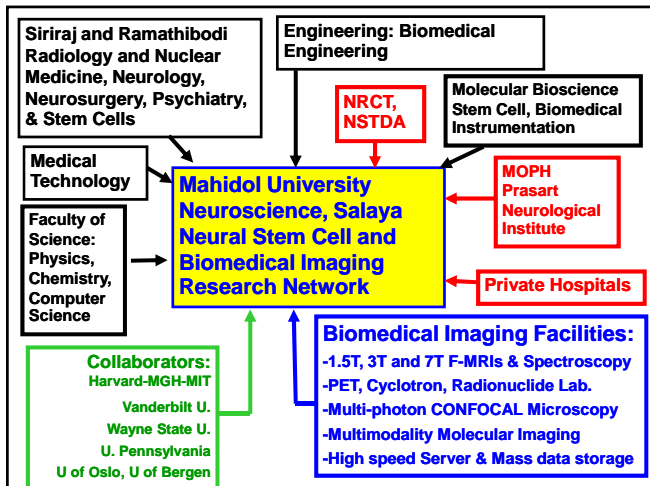 Siriraj and Ramathibodi
Radiology and Nuclear
Medicine, Neurology,
Neurosurgery, Psychiatry,
& Stem Cells
Engineering: Biomedical
Engineering
NRCT,
NSTDA
Molecular Bioscience
Stem Cell, Biomedical
Instrumentation
Medical
Technology
Mahidol University
Neuroscience, Salaya
Neural Stem Cell and
Biomedical Imaging
Research Network
MOPH
Prasart
Neurological
Institute
Faculty of
Science:
Physics,
Chemistry,
Computer
Science
Private Hospitals
Collaborators:
Harvard-MGH-MIT
Vanderbilt U.
Wayne State U.
U. Pennsylvania
U of Oslo, U of Bergen
Biomedical Imaging Facilities:
-1.5T, 3T and 7T F-MRIs & Spectroscopy
-PET, Cyclotron, Radionuclide Lab.
-Multi-photon CONFOCAL Microscopy
-Multimodality Molecular Imaging
-High speed Server & Mass data storage